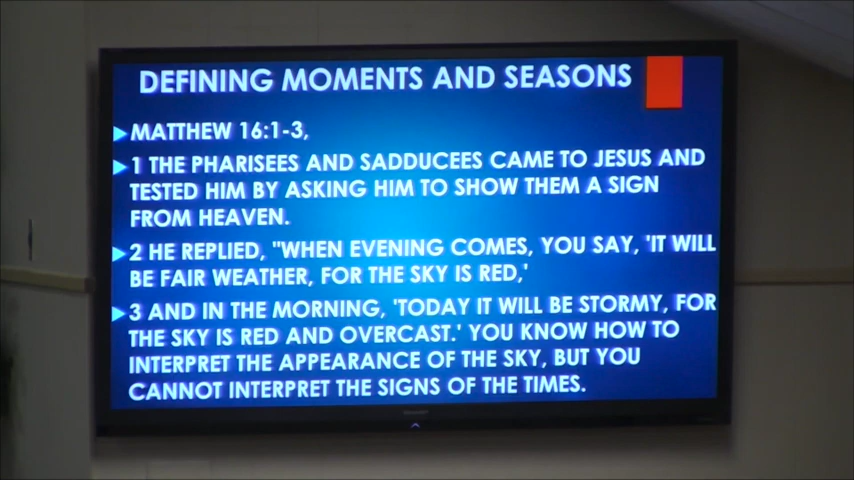 DEFINING MOMENTS AND SEASONS
MATTHEW 16:1-3,
1 THE PHARISEES AND SADDUCEES CAME TO JESUS AND
TESTED HIM BY ASKING HIM TO SHOW THEM A SIGN
FROM HEAVEN.
2 HE REPLIED, "WHEN EVENING COMES, YOU SAY, 'IT WILL
BE FAIR WEATHER, FOR THE SKY IS RED,'
3 AND IN THE MORNING, 'TODAY IT WILL BE STORMY, FOR
THE SKY IS RED AND OVERCAST.' YOU KNOW HOW TO
INTERPRET THE APPEARANCE OF THE SKY, BUT YOU
CANNOT INTERPRET THE SIGNS OF THE TIMES.